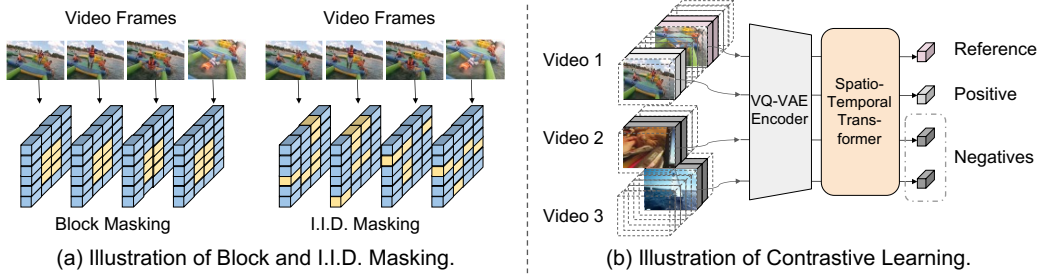 Video Frames
Video Frames
Block Masking
I.I.D. Masking
(a) Illustration of Block and I.I.D. Masking.
Video 1
Video 2
Video 3
VQ-VAE
Encoder
Spatio-
Temporal
Trans-
former
Reference
Positive
Negatives
(b) Illustration of Contrastive Learning.